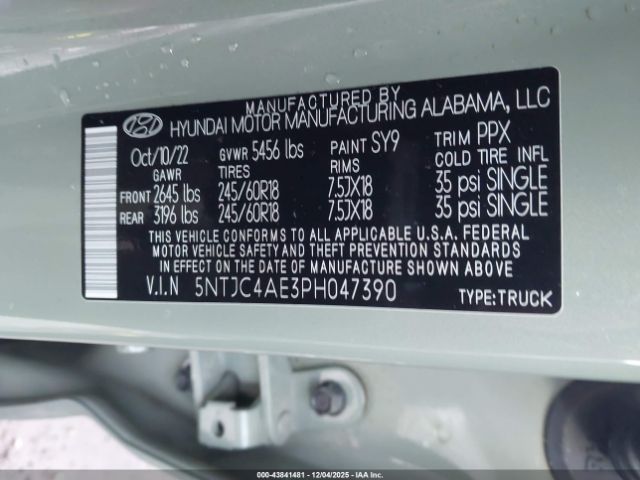 MANUFACTURED BY
HYUNDAI MOTOR MANUFACTURING ALABAMA, LLC
Oct/10/22 GVWR 5456 lbs PAINT SY9 TRIM PPX
GAWR TIRES RIMS COLD TIRE INFL
FRONT 2645 lbs 245/60R18 7.5JX18 35 psi SINGLE
REAR 3196 lbs 245/60R18 7.5JX18 35 psi SINGLE
THIS VEHICLE CONFORMS TO ALL APPLICABLE U.S.A. FEDERAL
MOTOR VEHICLE SAFETY AND THEFT PREVENTION STANDARDS
IN EFFECT ON THE DATE OF MANUFACTURE SHOWN ABOVE.
V.I.N 5NTJC4AE3PH047390 TYPE:TRUCK
000-43841481 - 12/04/2025 - IAAI.COM